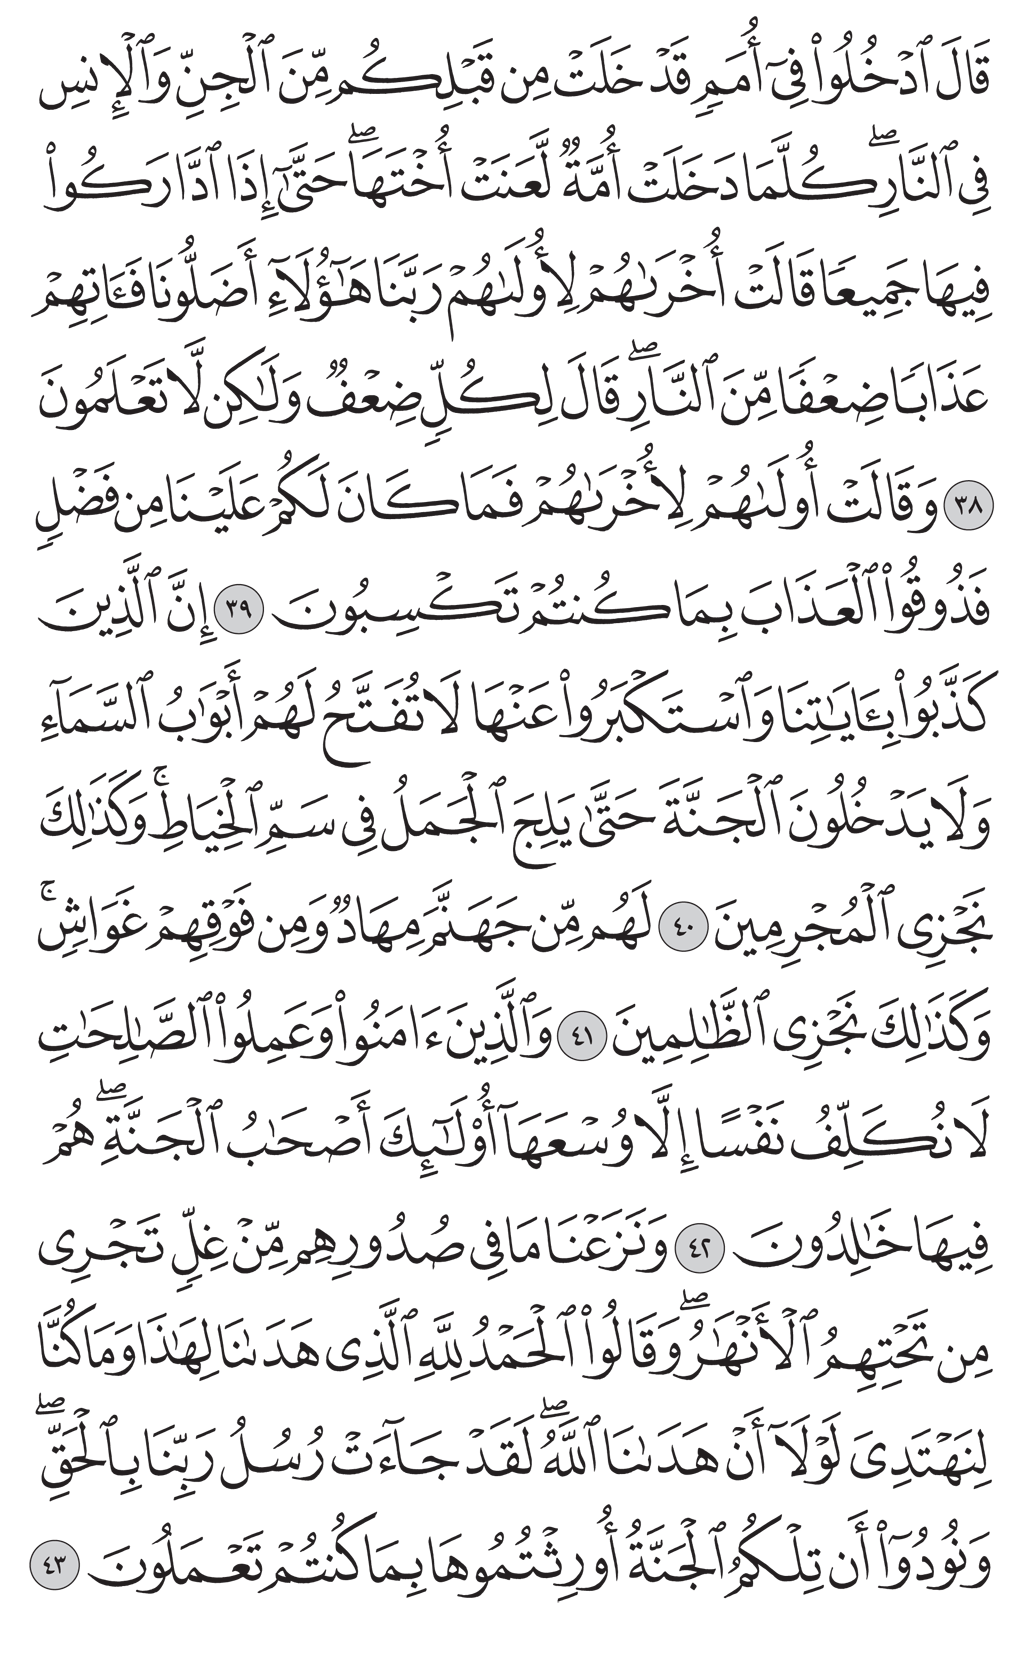 قَالَ ٱدۡخُلُواْ فِيٓ أُمَمٖ قَدۡ خَلَتۡ مِن قَبۡلِكُم مِّنَ ٱلۡجِنِّ وَٱلۡإِنسِ
فِي ٱلنَّارِۖ كُلَّمَا دَخَلَتۡ أُمَّةٞ لَّعَنَتۡ أُخۡتَهَاۖ حَتَّىٰٓ إِذَا ٱدَّارَكُواْ
فِيهَا جَمِيعٗا قَالَتۡ أُخۡرَىٰهُمۡ لِأُولَىٰهُمۡ رَبَّنَا هَٰٓؤُلَآءِ أَضَلُّونَا فَـَٔاتِهِمۡ
عَذَابٗا ضِعۡفٗا مِّنَ ٱلنَّارِۖ قَالَ لِكُلّٖ ضِعۡفٞ وَلَٰكِن لَّا تَعۡلَمُونَ
٣٨ وَقَالَتۡ أُولَىٰهُمۡ لِأُخۡرَىٰهُمۡ فَمَا كَانَ لَكُمۡ عَلَيۡنَا مِن فَضۡلٖ
فَذُوقُواْ ٱلۡعَذَابَ بِمَا كُنتُمۡ تَكۡسِبُونَ ٣٩ إِنَّ ٱلَّذِينَ
كَذَّبُواْ بِـَٔايَٰتِنَا وَٱسۡتَكۡبَرُواْ عَنۡهَا لَا تُفَتَّحُ لَهُمۡ أَبۡوَٰبُ ٱلسَّمَآءِ
وَلَا يَدۡخُلُونَ ٱلۡجَنَّةَ حَتَّىٰ يَلِجَ ٱلۡجَمَلُ فِي سَمِّ ٱلۡخِيَاطِۚ وَكَذَٰلِكَ
نَجۡزِي ٱلۡمُجۡرِمِينَ ٤٠ لَهُم مِّن جَهَنَّمَ مِهَادٞ وَمِن فَوۡقِهِمۡ غَوَاشٖۚ
وَكَذَٰلِكَ نَجۡزِي ٱلظَّٰلِمِينَ ٤١ وَٱلَّذِينَ ءَامَنُواْ وَعَمِلُواْ ٱلصَّٰلِحَٰتِ
لَا نُكَلِّفُ نَفۡسًا إِلَّا وُسۡعَهَآ أُوْلَٰٓئِكَ أَصۡحَٰبُ ٱلۡجَنَّةِۖ هُمۡ
فِيهَا خَٰلِدُونَ ٤٢ وَنَزَعۡنَا مَا فِي صُدُورِهِم مِّنۡ غِلّٖ تَجۡرِي
مِن تَحۡتِهِمُ ٱلۡأَنۡهَٰرُۖ وَقَالُواْ ٱلۡحَمۡدُ لِلَّهِ ٱلَّذِي هَدَىٰنَا لِهَٰذَا وَمَا كُنَّا
لِنَهۡتَدِيَ لَوۡلَآ أَنۡ هَدَىٰنَا ٱللَّهُۖ لَقَدۡ جَآءَتۡ رُسُلُ رَبِّنَا بِٱلۡحَقِّۖ
وَنُودُوٓاْ أَن تِلۡكُمُ ٱلۡجَنَّةُ أُورِثۡتُمُوهَا بِمَا كُنتُمۡ تَعۡمَلُونَ ٤٣